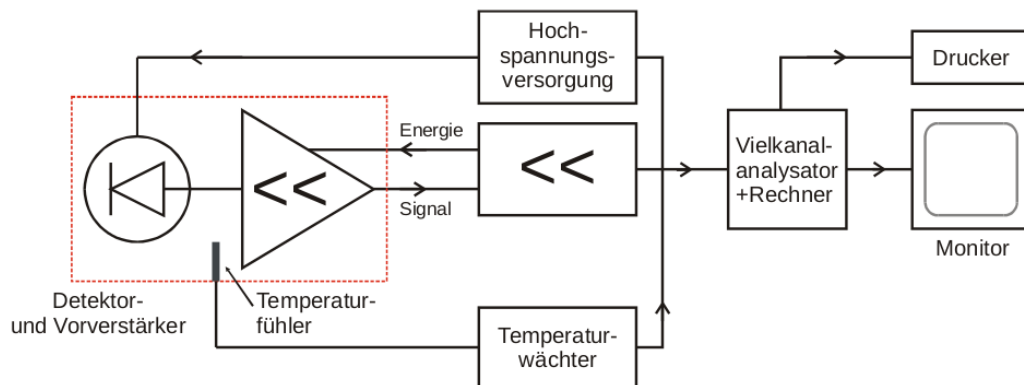 Hoch-
spannungs-
versorgung
Drucker
Energie
<<
<<
Signal
Vielkanal-
analysator
+Rechner
Monitor
Detektor-
und Vorverstärker
Temperatur-
fühler
Temperatur-
wächter